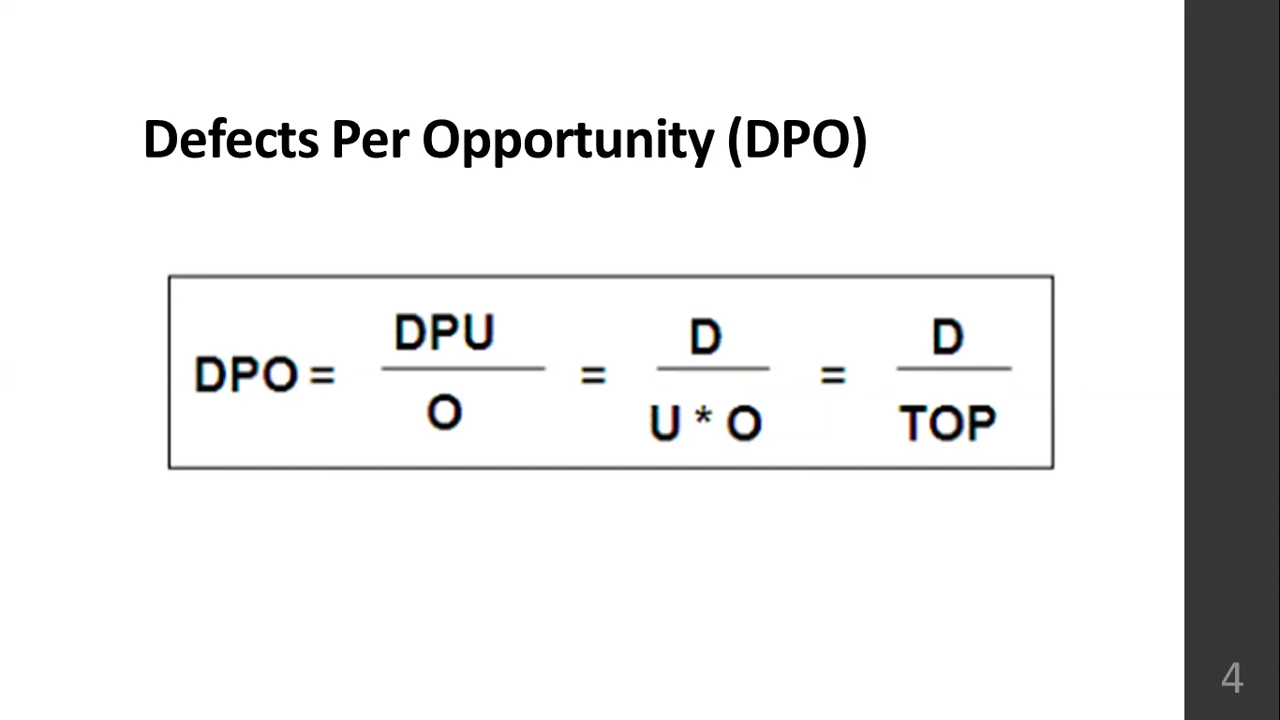 Defects Per Opportunity (DPO)
DPO = DPU / O = D / U * O = D / TOP
4